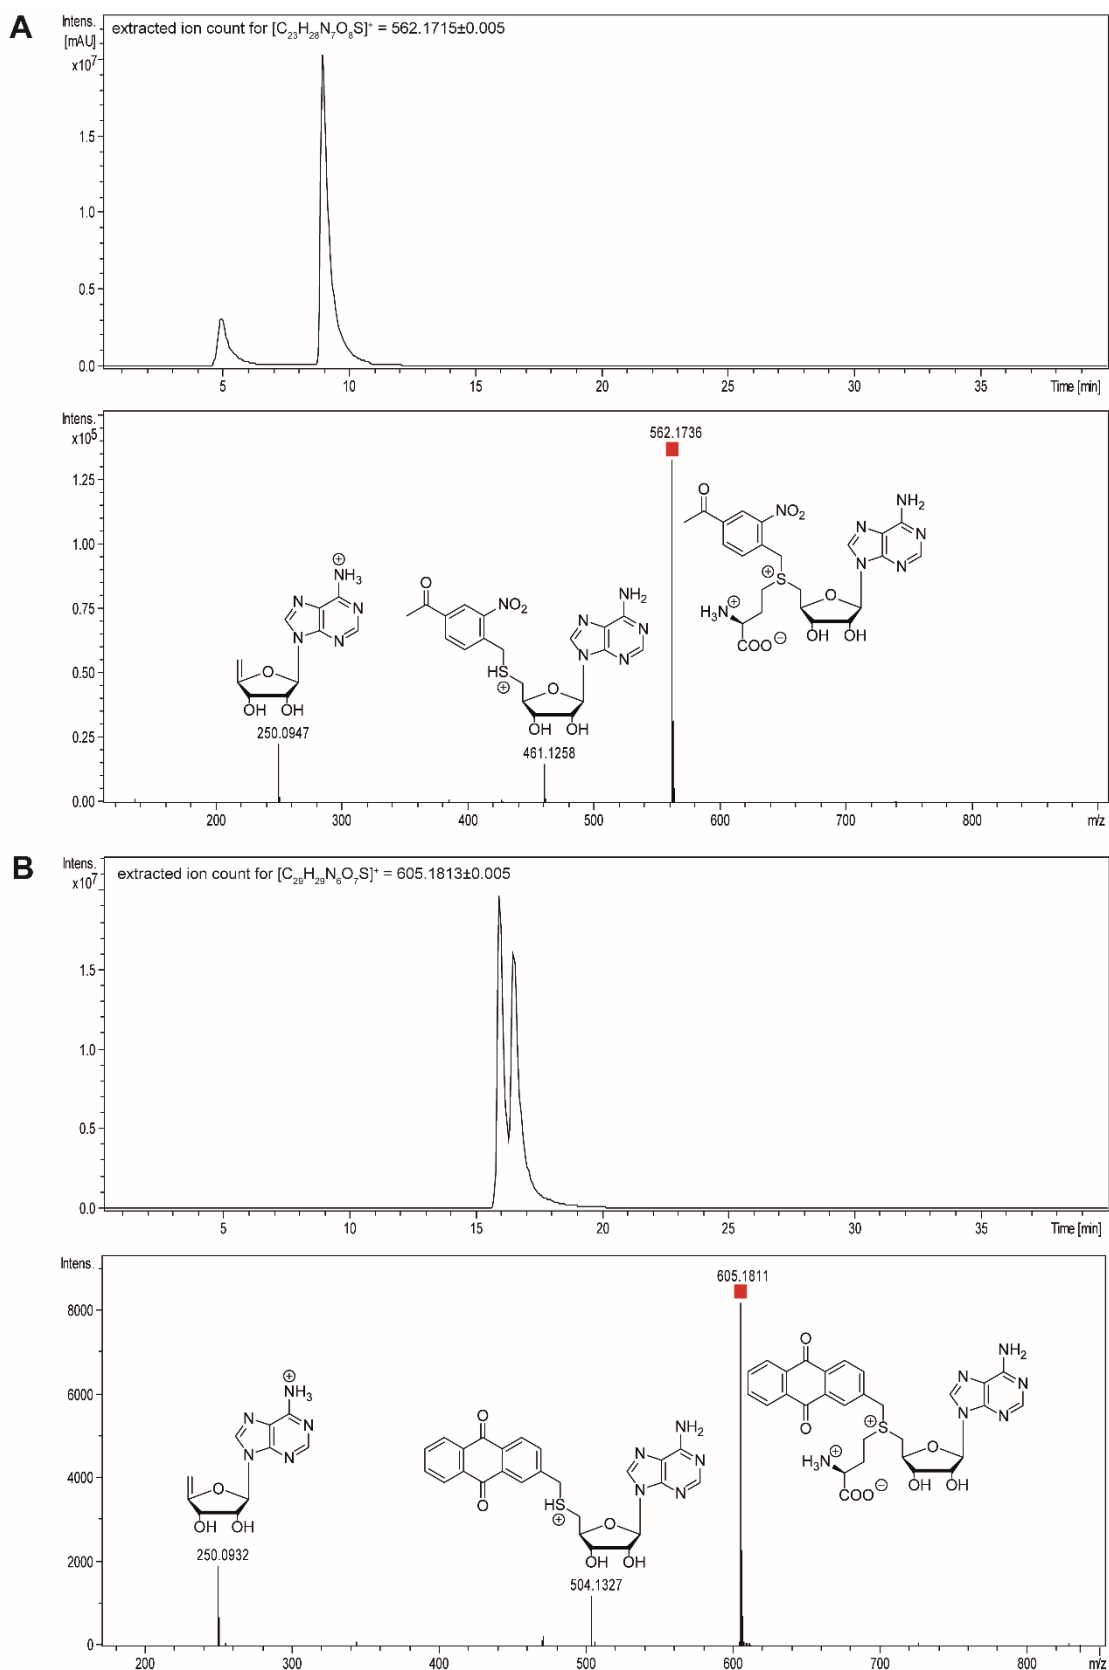 A
Intens.
[mAU]
x10⁷
extracted ion count for [C₂₃H₂₈N₇O₈S]⁺ = 562.1715±0.005
1.5
1.0
0.5
0.0
5 10 15 20 25 30 35 Time [min]
Intens.
x10⁵
1.25
1.00
0.75
0.50
0.25
0.00
562.1736
O
NO₂
NH₂
N
N
N
N
S
⊕
O
H₃N
⊕
COO ⊖
OH OH
⊕
NH₃
N
N
N
N
O
OH OH
250.0947
O
NO₂
NH₂
N
N
N
N
HS
⊕
O
OH OH
461.1258
200 300 400 500 600 700 800 m/z
B
Intens.
x10⁷
extracted ion count for [C₂₉H₂₉N₆O₇S]⁺ = 605.1813±0.005
1.5
1.0
0.5
0.0
5 10 15 20 25 30 35 Time [min]
Intens.
8000
6000
4000
2000
0
605.1811
O
O
NH₂
N
N
N
N
S
⊕
O
H₃N
⊕
COO ⊖
OH OH
⊕
NH₃
N
N
N
N
O
OH OH
250.0932
O
O
NH₂
N
N
N
N
HS
⊕
O
OH OH
504.1327
200 300 400 500 600 700 800 m/z